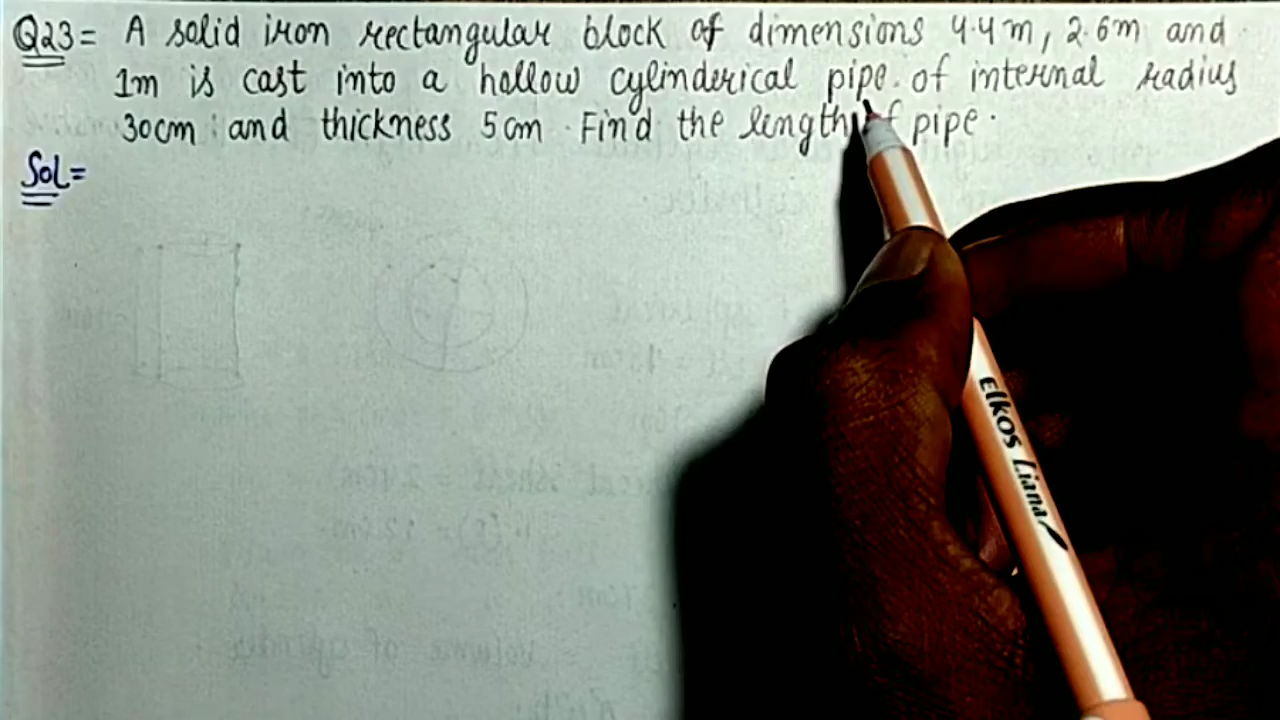 Q23= A solid iron rectangular block of dimensions 4.4m, 2.6m and
1m is cast into a hollow cylinderical pipe. of internal radius
30cm and thickness 5cm. Find the length of pipe.
Sol=
Elkos Liana